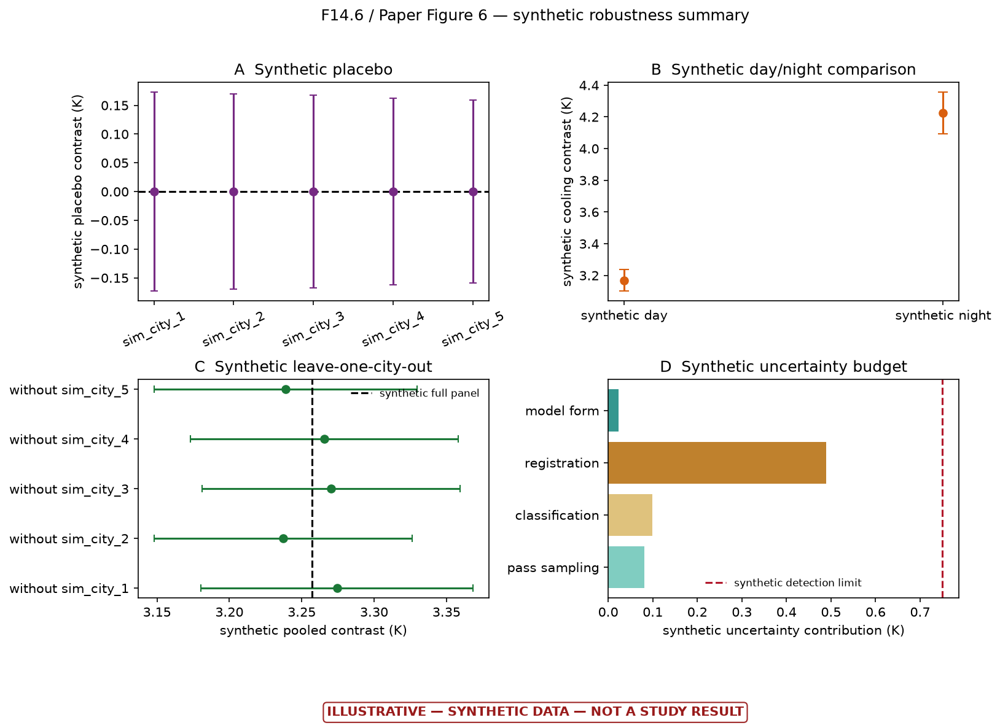 F14.6 / Paper Figure 6 — synthetic robustness summary
A  Synthetic placebo
synthetic placebo contrast (K)
0.15
0.10
0.05
0.00
−0.05
−0.10
−0.15
sim_city_1
sim_city_2
sim_city_3
sim_city_4
sim_city_5
B  Synthetic day/night comparison
synthetic cooling contrast (K)
4.4
4.2
4.0
3.8
3.6
3.4
3.2
synthetic day
synthetic night
C  Synthetic leave-one-city-out
without sim_city_5
without sim_city_4
without sim_city_3
without sim_city_2
without sim_city_1
synthetic full panel
3.15
3.20
3.25
3.30
3.35
synthetic pooled contrast (K)
D  Synthetic uncertainty budget
model form
registration
classification
pass sampling
synthetic detection limit
0.0
0.1
0.2
0.3
0.4
0.5
0.6
0.7
synthetic uncertainty contribution (K)
ILLUSTRATIVE — SYNTHETIC DATA — NOT A STUDY RESULT